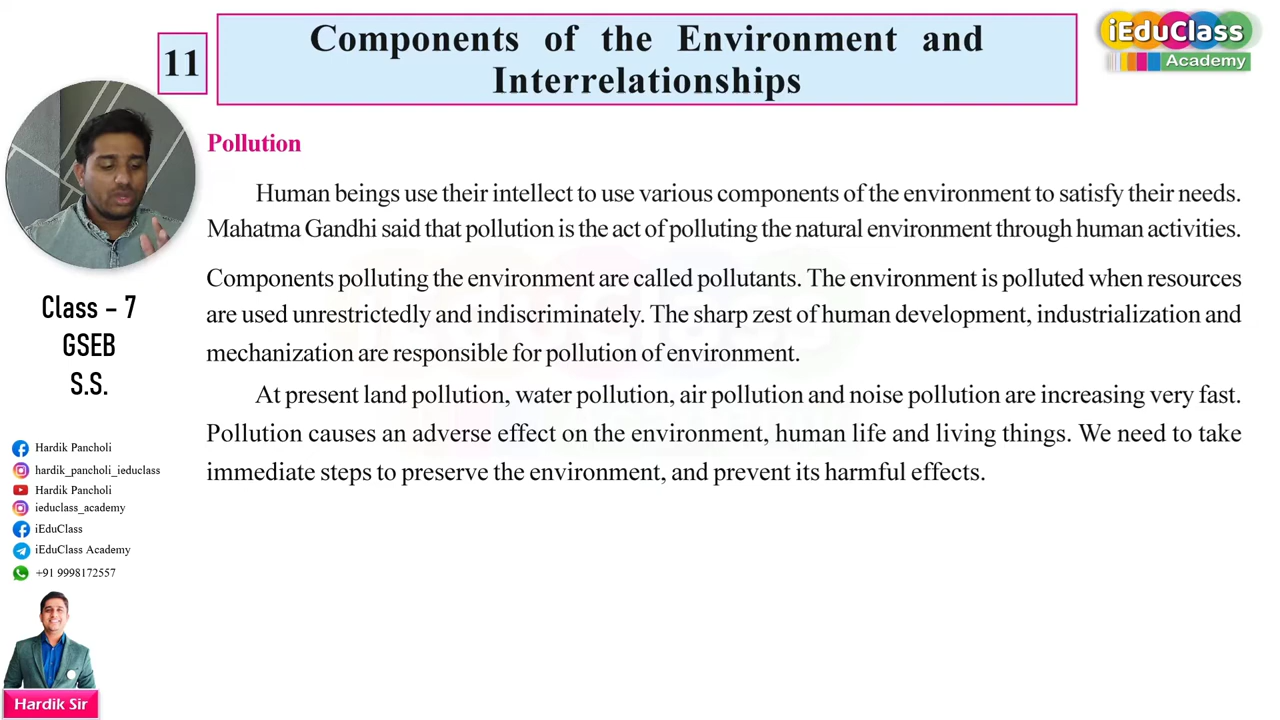 11
Components of the Environment and
Interrelationships
iEduClass
Academy
Pollution
Human beings use their intellect to use various components of the environment to satisfy their needs.
Mahatma Gandhi said that pollution is the act of polluting the natural environment through human activities.
Components polluting the environment are called pollutants. The environment is polluted when resources
are used unrestrictedly and indiscriminately. The sharp zest of human development, industrialization and
mechanization are responsible for pollution of environment.
At present land pollution, water pollution, air pollution and noise pollution are increasing very fast.
Pollution causes an adverse effect on the environment, human life and living things. We need to take
immediate steps to preserve the environment, and prevent its harmful effects.
Class – 7
GSEB
S.S.
Hardik Pancholi
hardik_pancholi_ieduclass
Hardik Pancholi
ieduclass_academy
iEduClass
iEduClass Academy
+91 9998172557
Hardik Sir